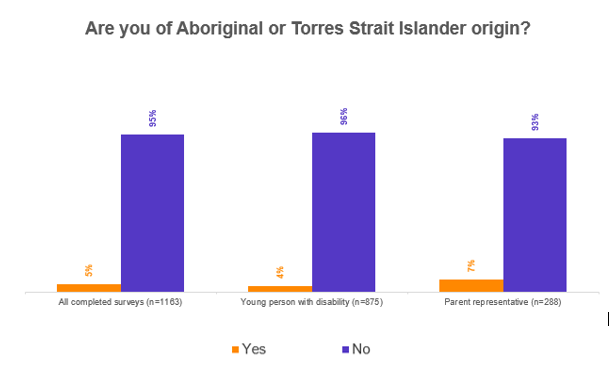 Are you of Aboriginal or Torres Strait Islander origin?
5%
95%
4%
96%
7%
93%
All completed surveys (n=1163)
Young person with disability (n=875)
Parent representative (n=288)
Yes
No